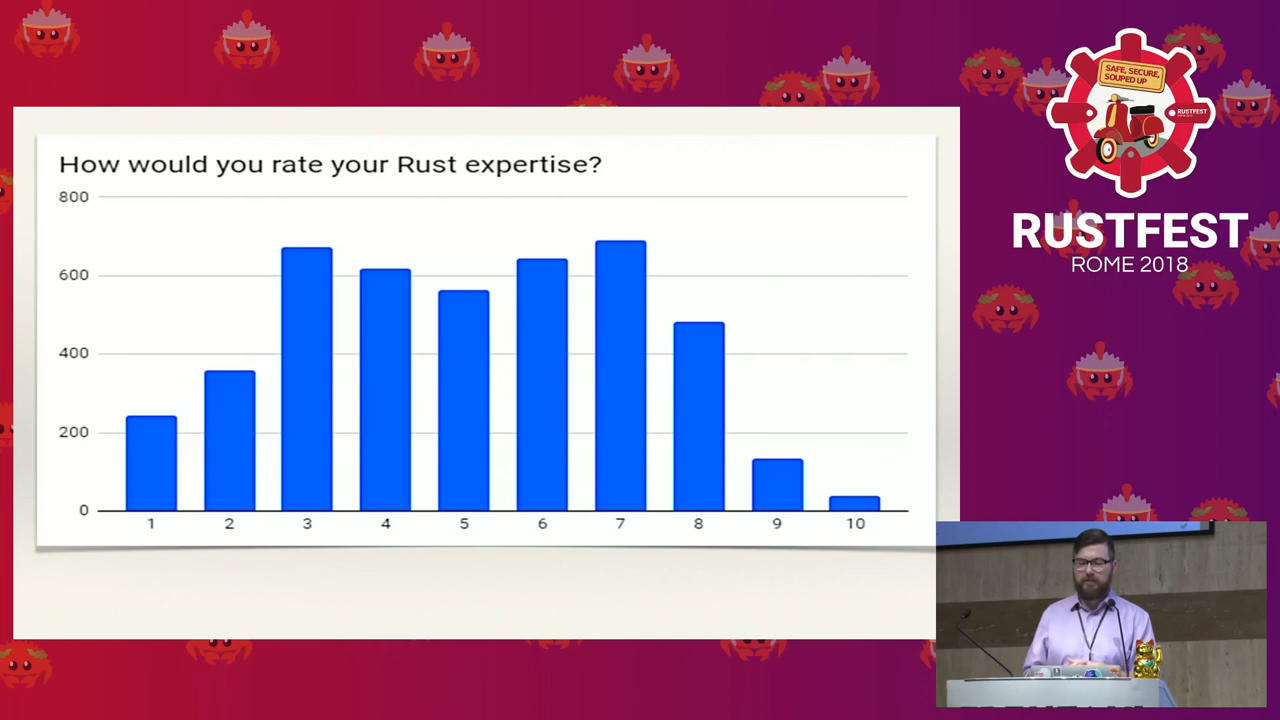 How would you rate your Rust expertise?
800
600
400
200
0
1 2 3 4 5 6 7 8 9 10
SAFE, SECURE,
SOUPED UP
RUSTFEST
RUSTFEST
ROME 2018